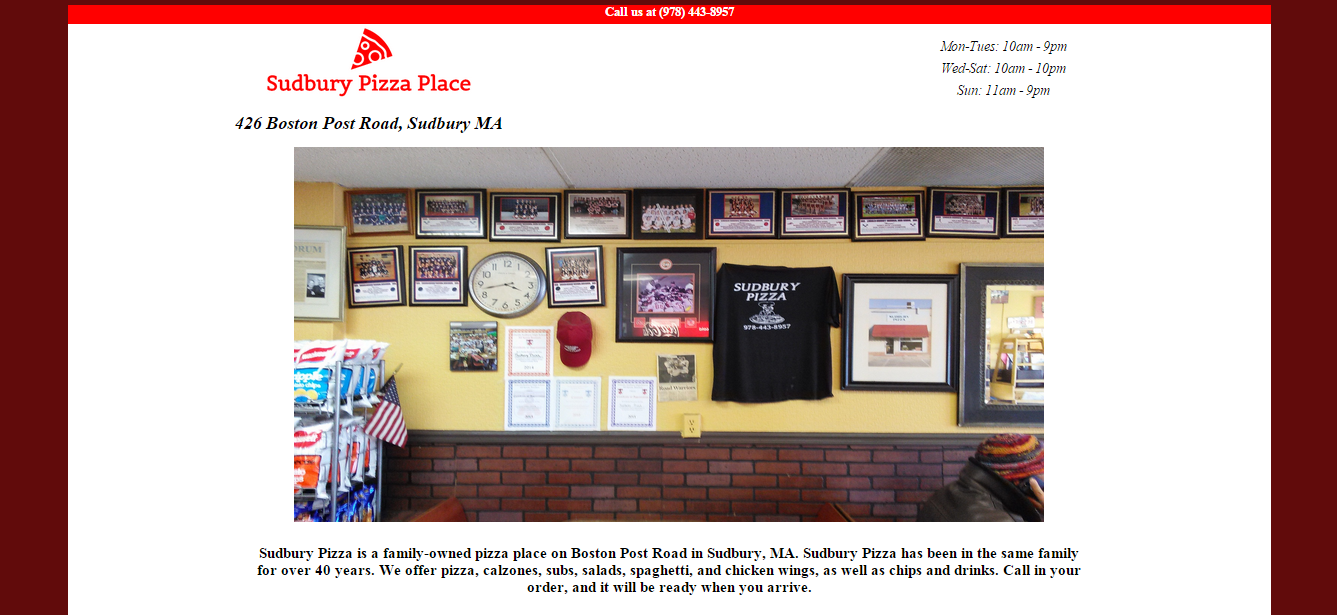 Call us at (978) 443-8957
Sudbury Pizza Place
Mon-Tues: 10am - 9pm
Wed-Sat: 10am - 10pm
Sun: 11am - 9pm
426 Boston Post Road, Sudbury MA
SUDBURY
PIZZA
978-443-8957
Sudbury Pizza is a family-owned pizza place on Boston Post Road in Sudbury, MA. Sudbury Pizza has been in the same family
for over 40 years. We offer pizza, calzones, subs, salads, spaghetti, and chicken wings, as well as chips and drinks. Call in your
order, and it will be ready when you arrive.